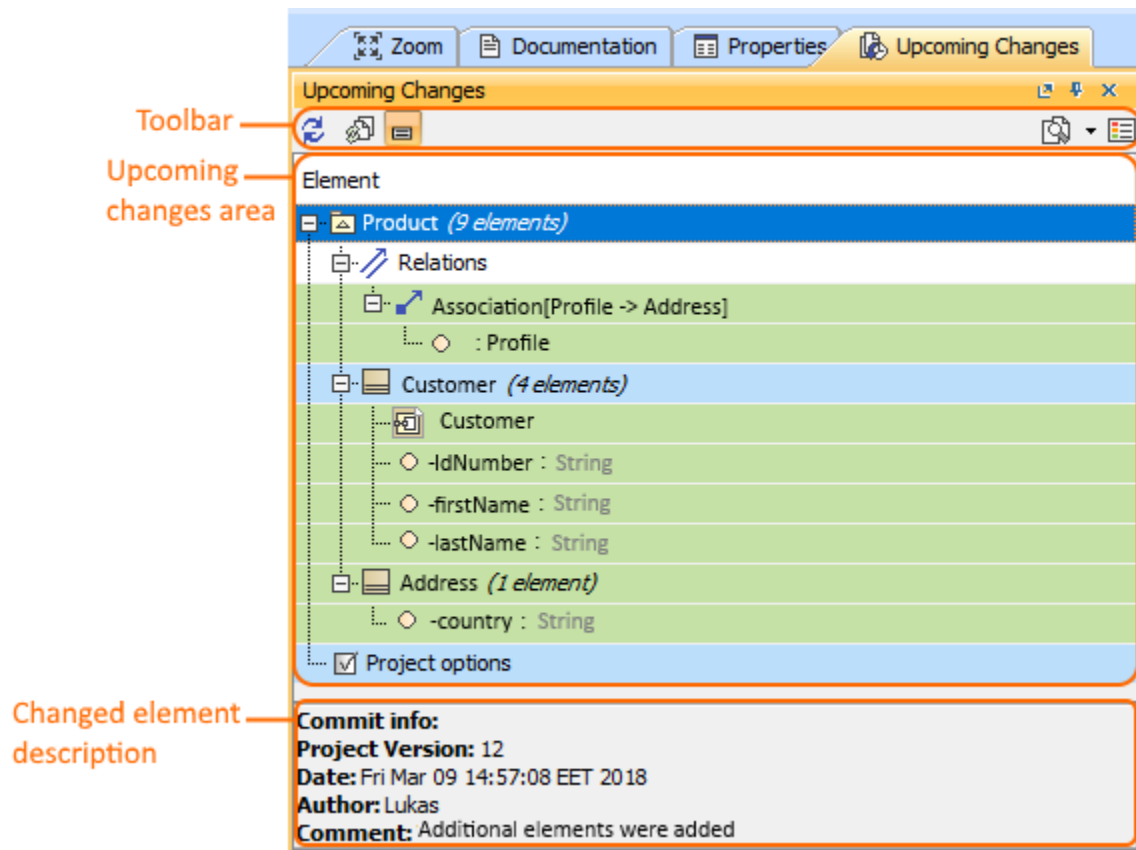 Zoom Documentation Properties Upcoming Changes
Upcoming Changes
Toolbar
Upcoming
changes area
Element
Product (9 elements)
Relations
Association[Profile -> Address]
: Profile
Customer (4 elements)
Customer
-IdNumber : String
-firstName : String
-lastName : String
Address (1 element)
-country : String
Project options
Changed element
description
Commit info:
Project Version: 12
Date: Fri Mar 09 14:57:08 EET 2018
Author: Lukas
Comment: Additional elements were added